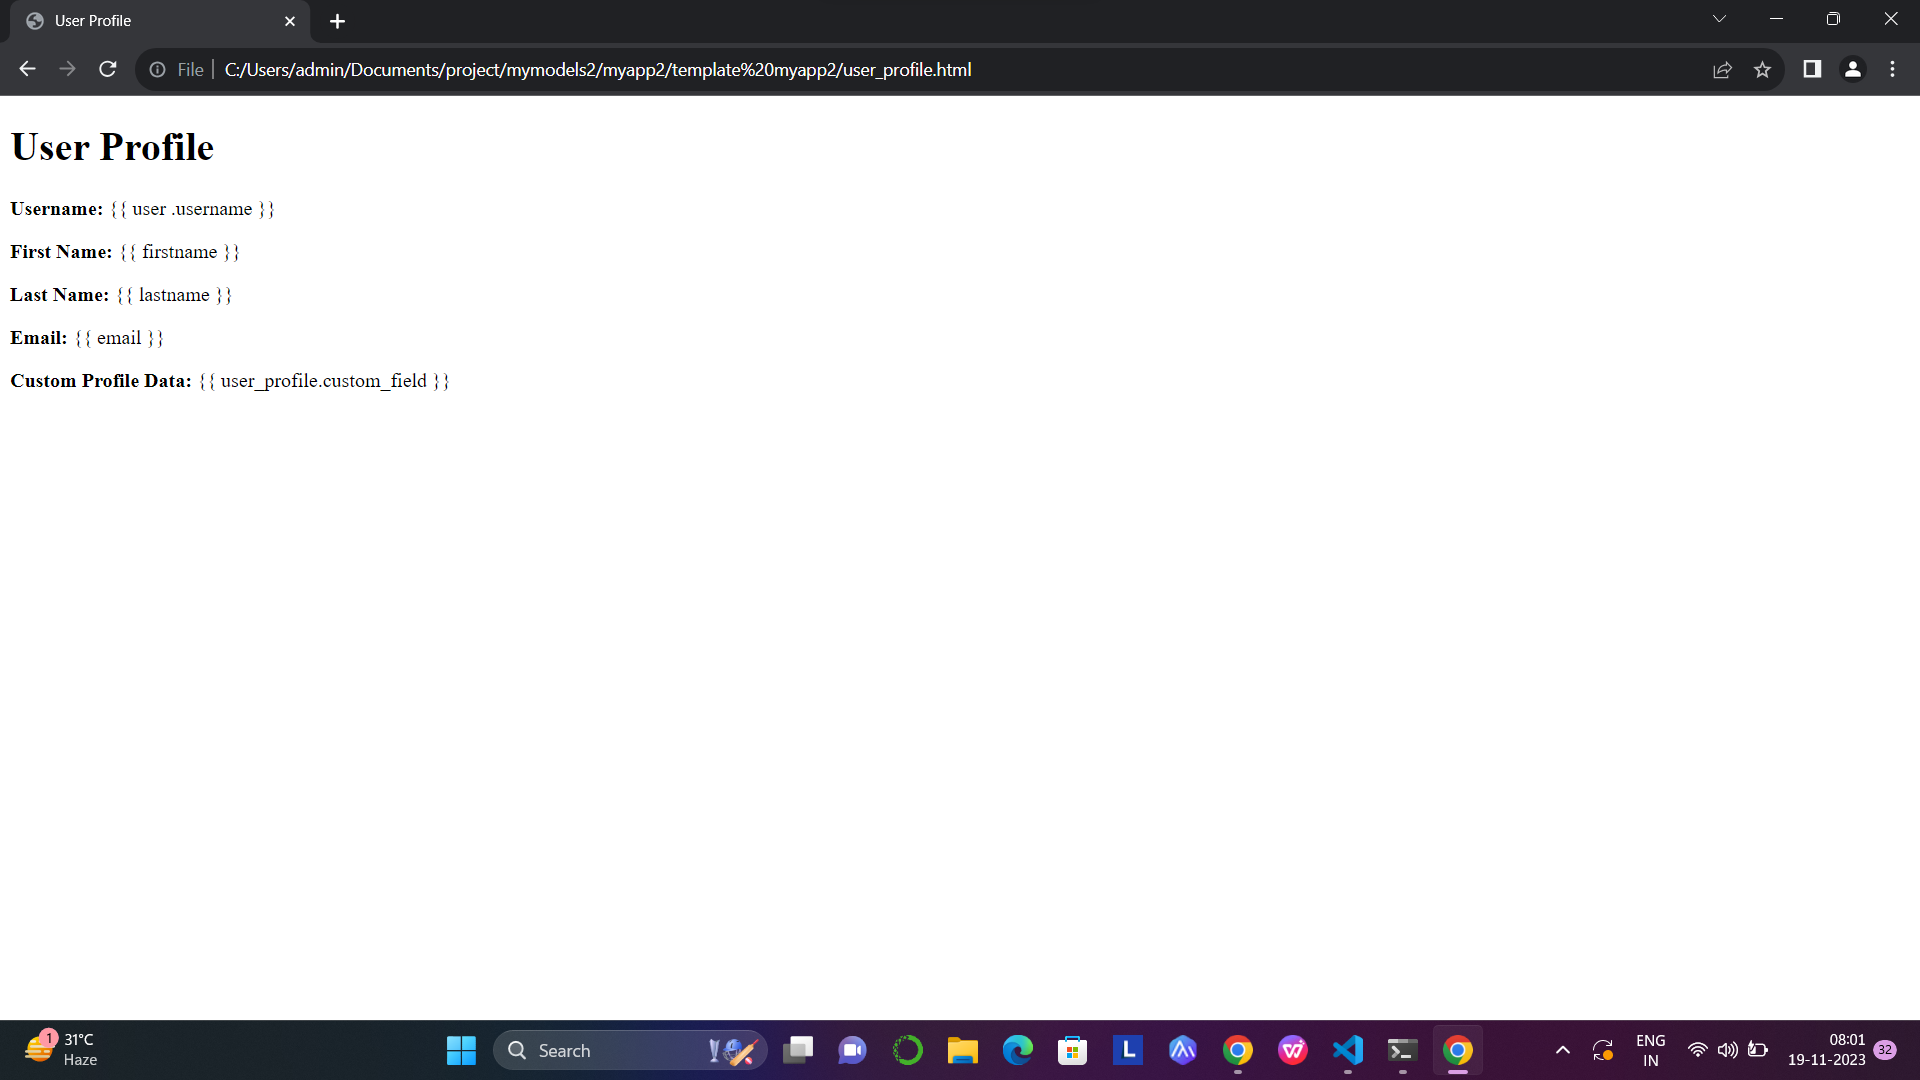 User Profile
File
C:/Users/admin/Documents/project/mymodels2/myapp2/template%20myapp2/user_profile.html
User Profile
Username: {{ user .username }}
First Name: {{ firstname }}
Last Name: {{ lastname }}
Email: {{ email }}
Custom Profile Data: {{ user_profile.custom_field }}
1
31°C
Haze
Search
L
ENG
IN
08:01
19-11-2023
32